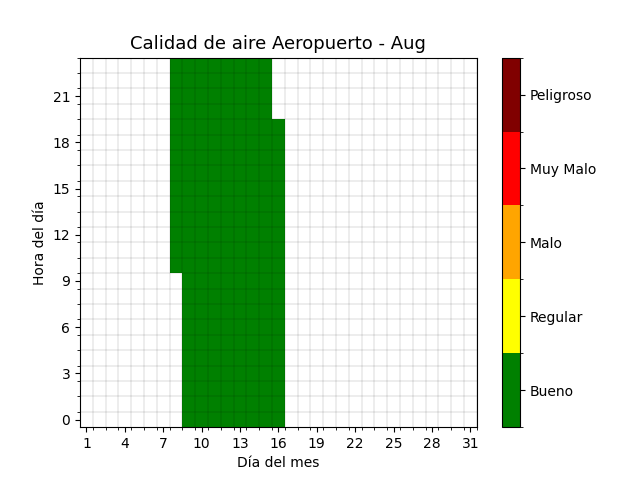 Calidad de aire Aeropuerto - Aug
Hora del día
21
18
15
12
9
6
3
0
1 4 7 10 13 16 19 22 25 28 31
Día del mes
Peligroso
Muy Malo
Malo
Regular
Bueno